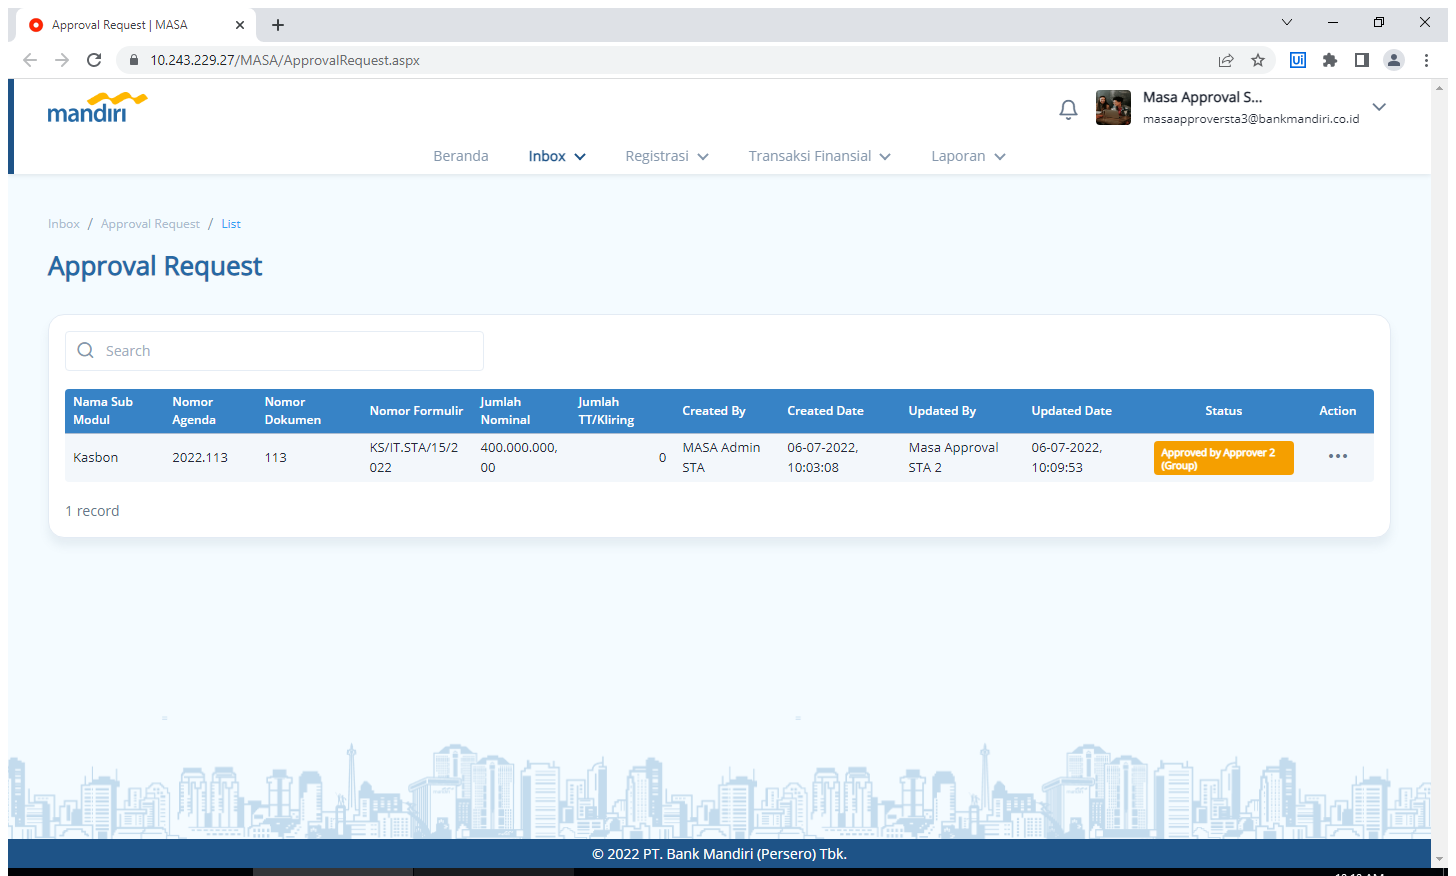 Approval Request | MASA
10.243.229.27/MASA/ApprovalRequest.aspx
Ui
mandiri
Masa Approval S...
masaapproversta3@bankmandiri.co.id
Beranda
Inbox
Registrasi
Transaksi Finansial
Laporan
Inbox / Approval Request / List
Approval Request
Search
Nama Sub Modul
Nomor Agenda
Nomor Dokumen
Nomor Formulir
Jumlah Nominal
Jumlah TT/Kliring
Created By
Created Date
Updated By
Updated Date
Status
Action
Kasbon
2022.113
113
KS/IT.STA/15/2
022
400.000.000,
00
0
MASA Admin
STA
06-07-2022,
10:03:08
Masa Approval
STA 2
06-07-2022,
10:09:53
Approved by Approver 2
(Group)
1 record
© 2022 PT. Bank Mandiri (Persero) Tbk.